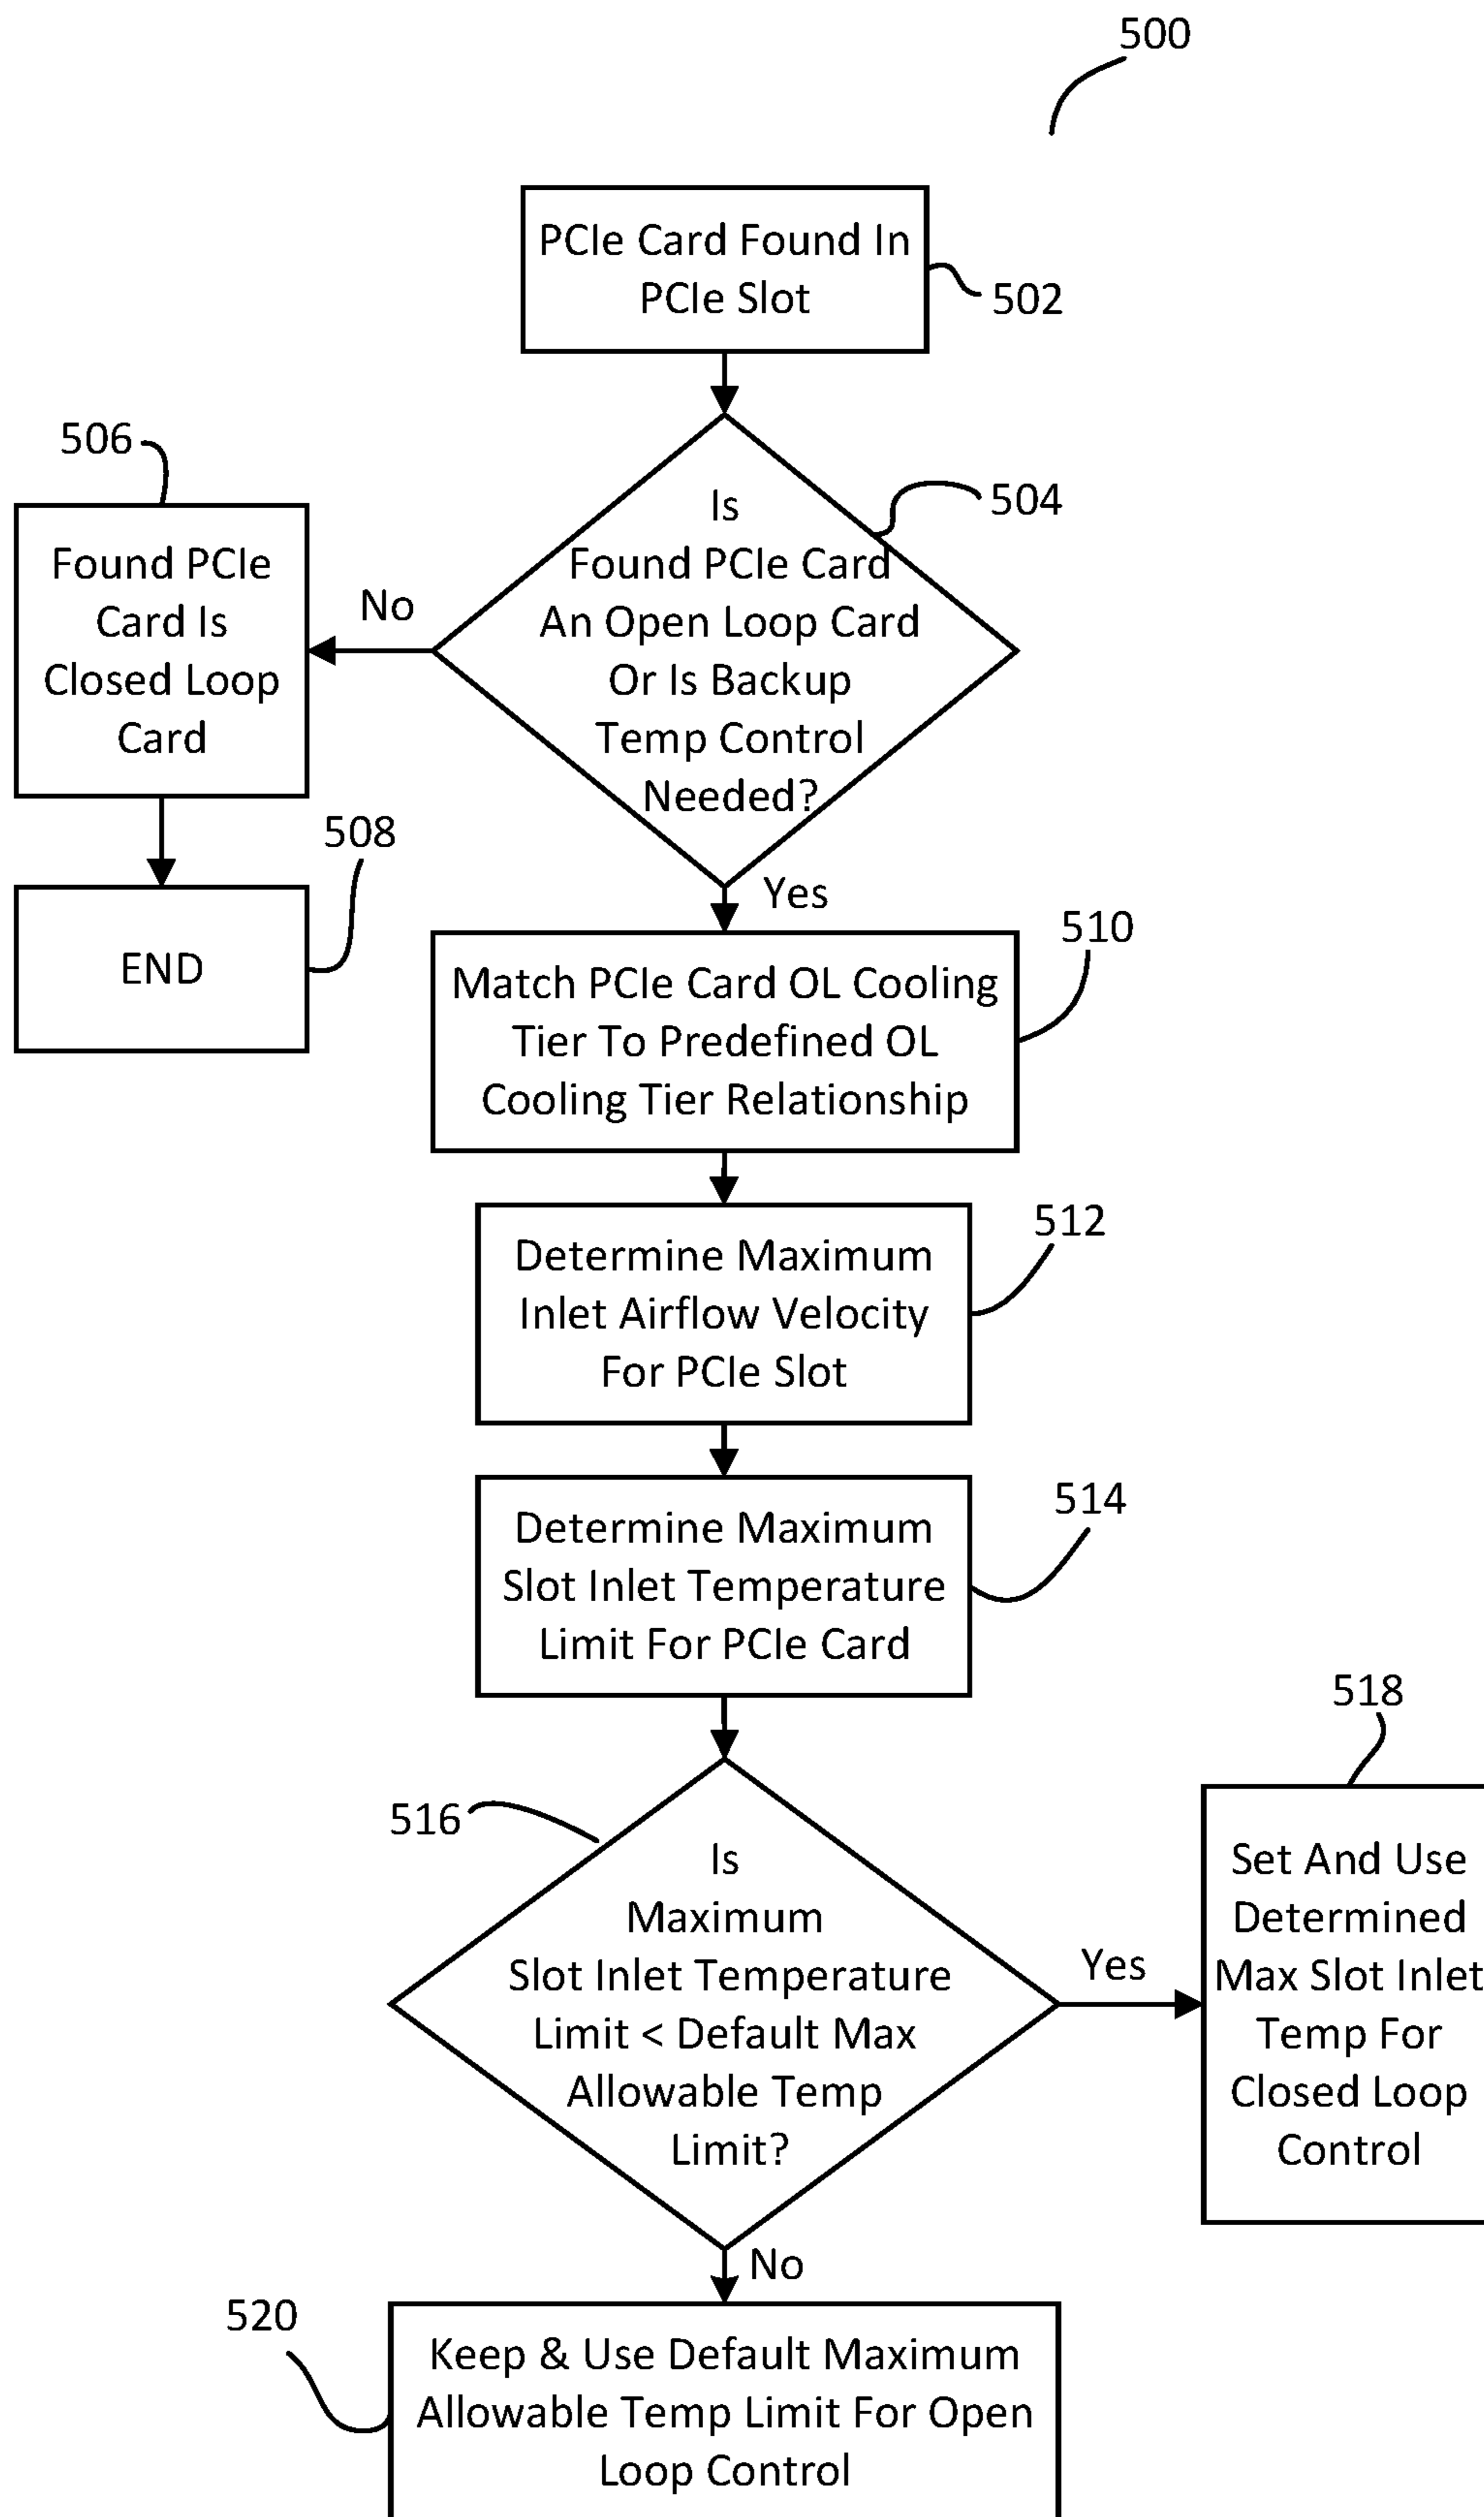 500
PCIe Card Found In
PCIe Slot
502
506
504
Is
Found PCIe Card
An Open Loop Card
Or Is Backup
Temp Control
Needed?
No
Found PCIe
Card Is
Closed Loop
Card
508
END
Yes
510
Match PCIe Card OL Cooling
Tier To Predefined OL
Cooling Tier Relationship
512
Determine Maximum
Inlet Airflow Velocity
For PCIe Slot
514
Determine Maximum
Slot Inlet Temperature
Limit For PCIe Card
516
Is
Maximum
Slot Inlet Temperature
Limit < Default Max
Allowable Temp
Limit?
Yes
518
Set And Use
Determined
Max Slot Inlet
Temp For
Closed Loop
Control
No
520
Keep & Use Default Maximum
Allowable Temp Limit For Open
Loop Control